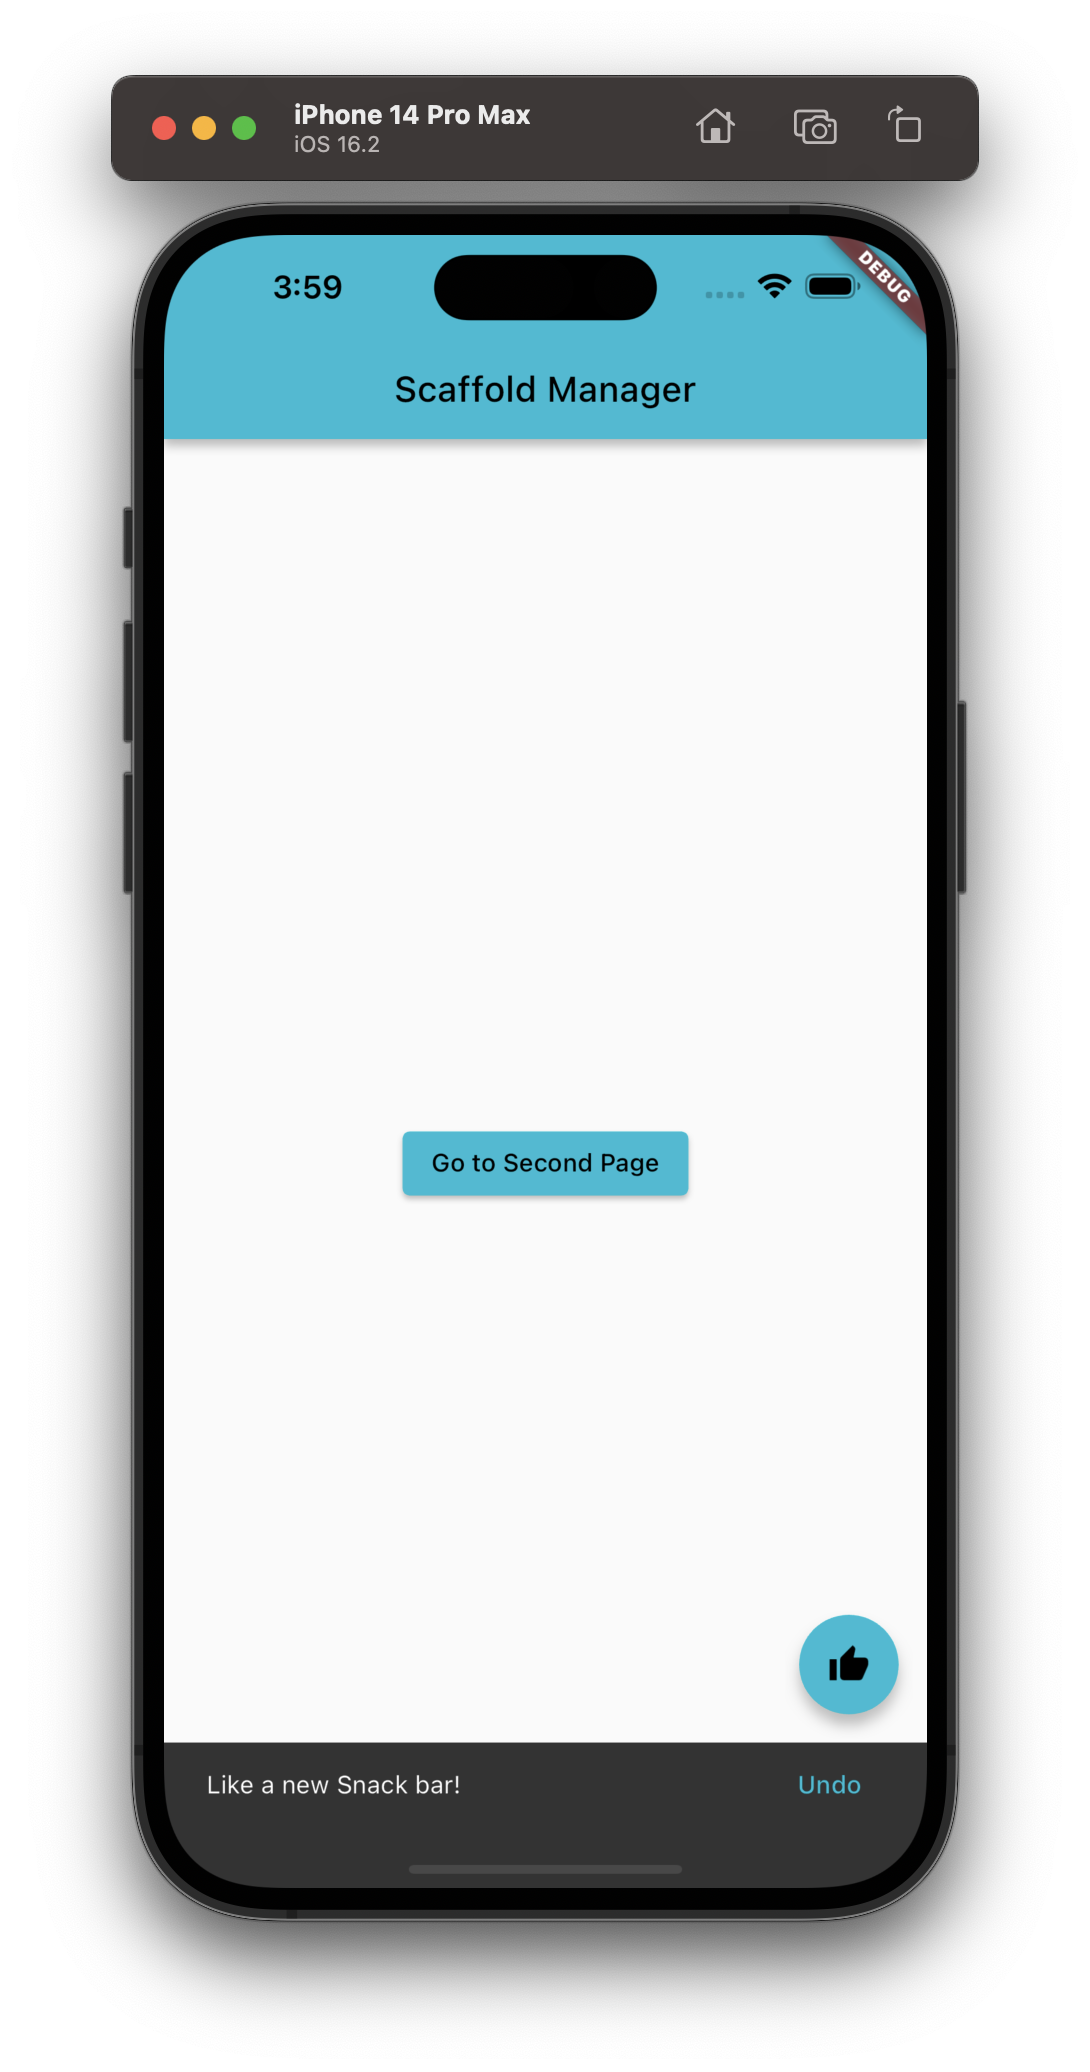 iPhone 14 Pro Max
iOS 16.2
3:59
DEBUG
Scaffold Manager
Go to Second Page
Like a new Snack bar!
Undo